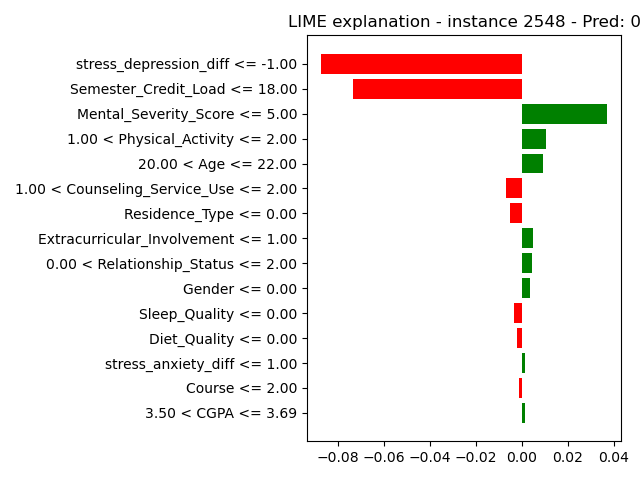 LIME explanation - instance 2548 - Pred: 0
stress_depression_diff <= -1.00
Semester_Credit_Load <= 18.00
Mental_Severity_Score <= 5.00
1.00 < Physical_Activity <= 2.00
20.00 < Age <= 22.00
1.00 < Counseling_Service_Use <= 2.00
Residence_Type <= 0.00
Extracurricular_Involvement <= 1.00
0.00 < Relationship_Status <= 2.00
Gender <= 0.00
Sleep_Quality <= 0.00
Diet_Quality <= 0.00
stress_anxiety_diff <= 1.00
Course <= 2.00
3.50 < CGPA <= 3.69
−0.08 −0.06 −0.04 −0.02 0.00 0.02 0.04